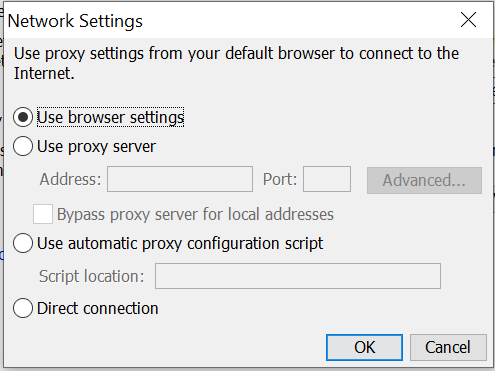 Network Settings
Use proxy settings from your default browser to connect to the
Internet.
Use browser settings
Use proxy server
Address: Port: Advanced...
Bypass proxy server for local addresses
Use automatic proxy configuration script
Script location:
Direct connection
OK Cancel